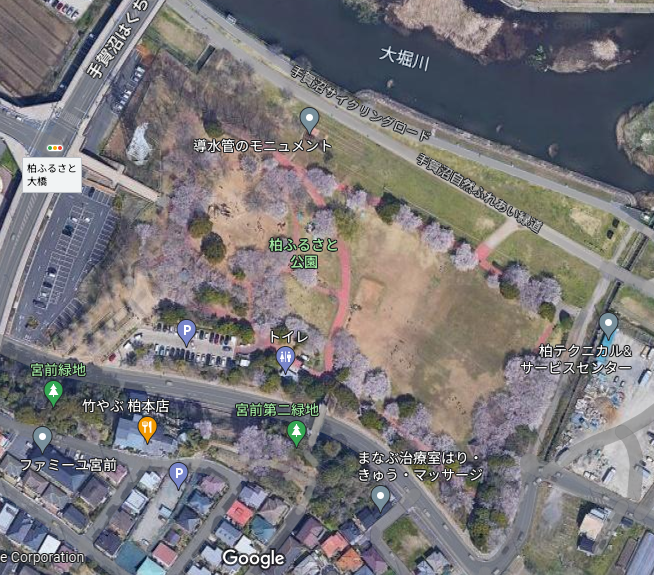 手賀沼はくち
大堀川
手賀沼サイクリングロード
導水管のモニュメント
手賀沼自然ふれあい緑道
柏ふるさと
大橋
柏ふるさと
公園
P
トイレ
柏テクニカル&
サービスセンター
宮前緑地
竹やぶ 柏本店
宮前第二緑地
ファミーユ宮前
P
まなぶ治療室はり・
きゅう・マッサージ
e Corporation
Google